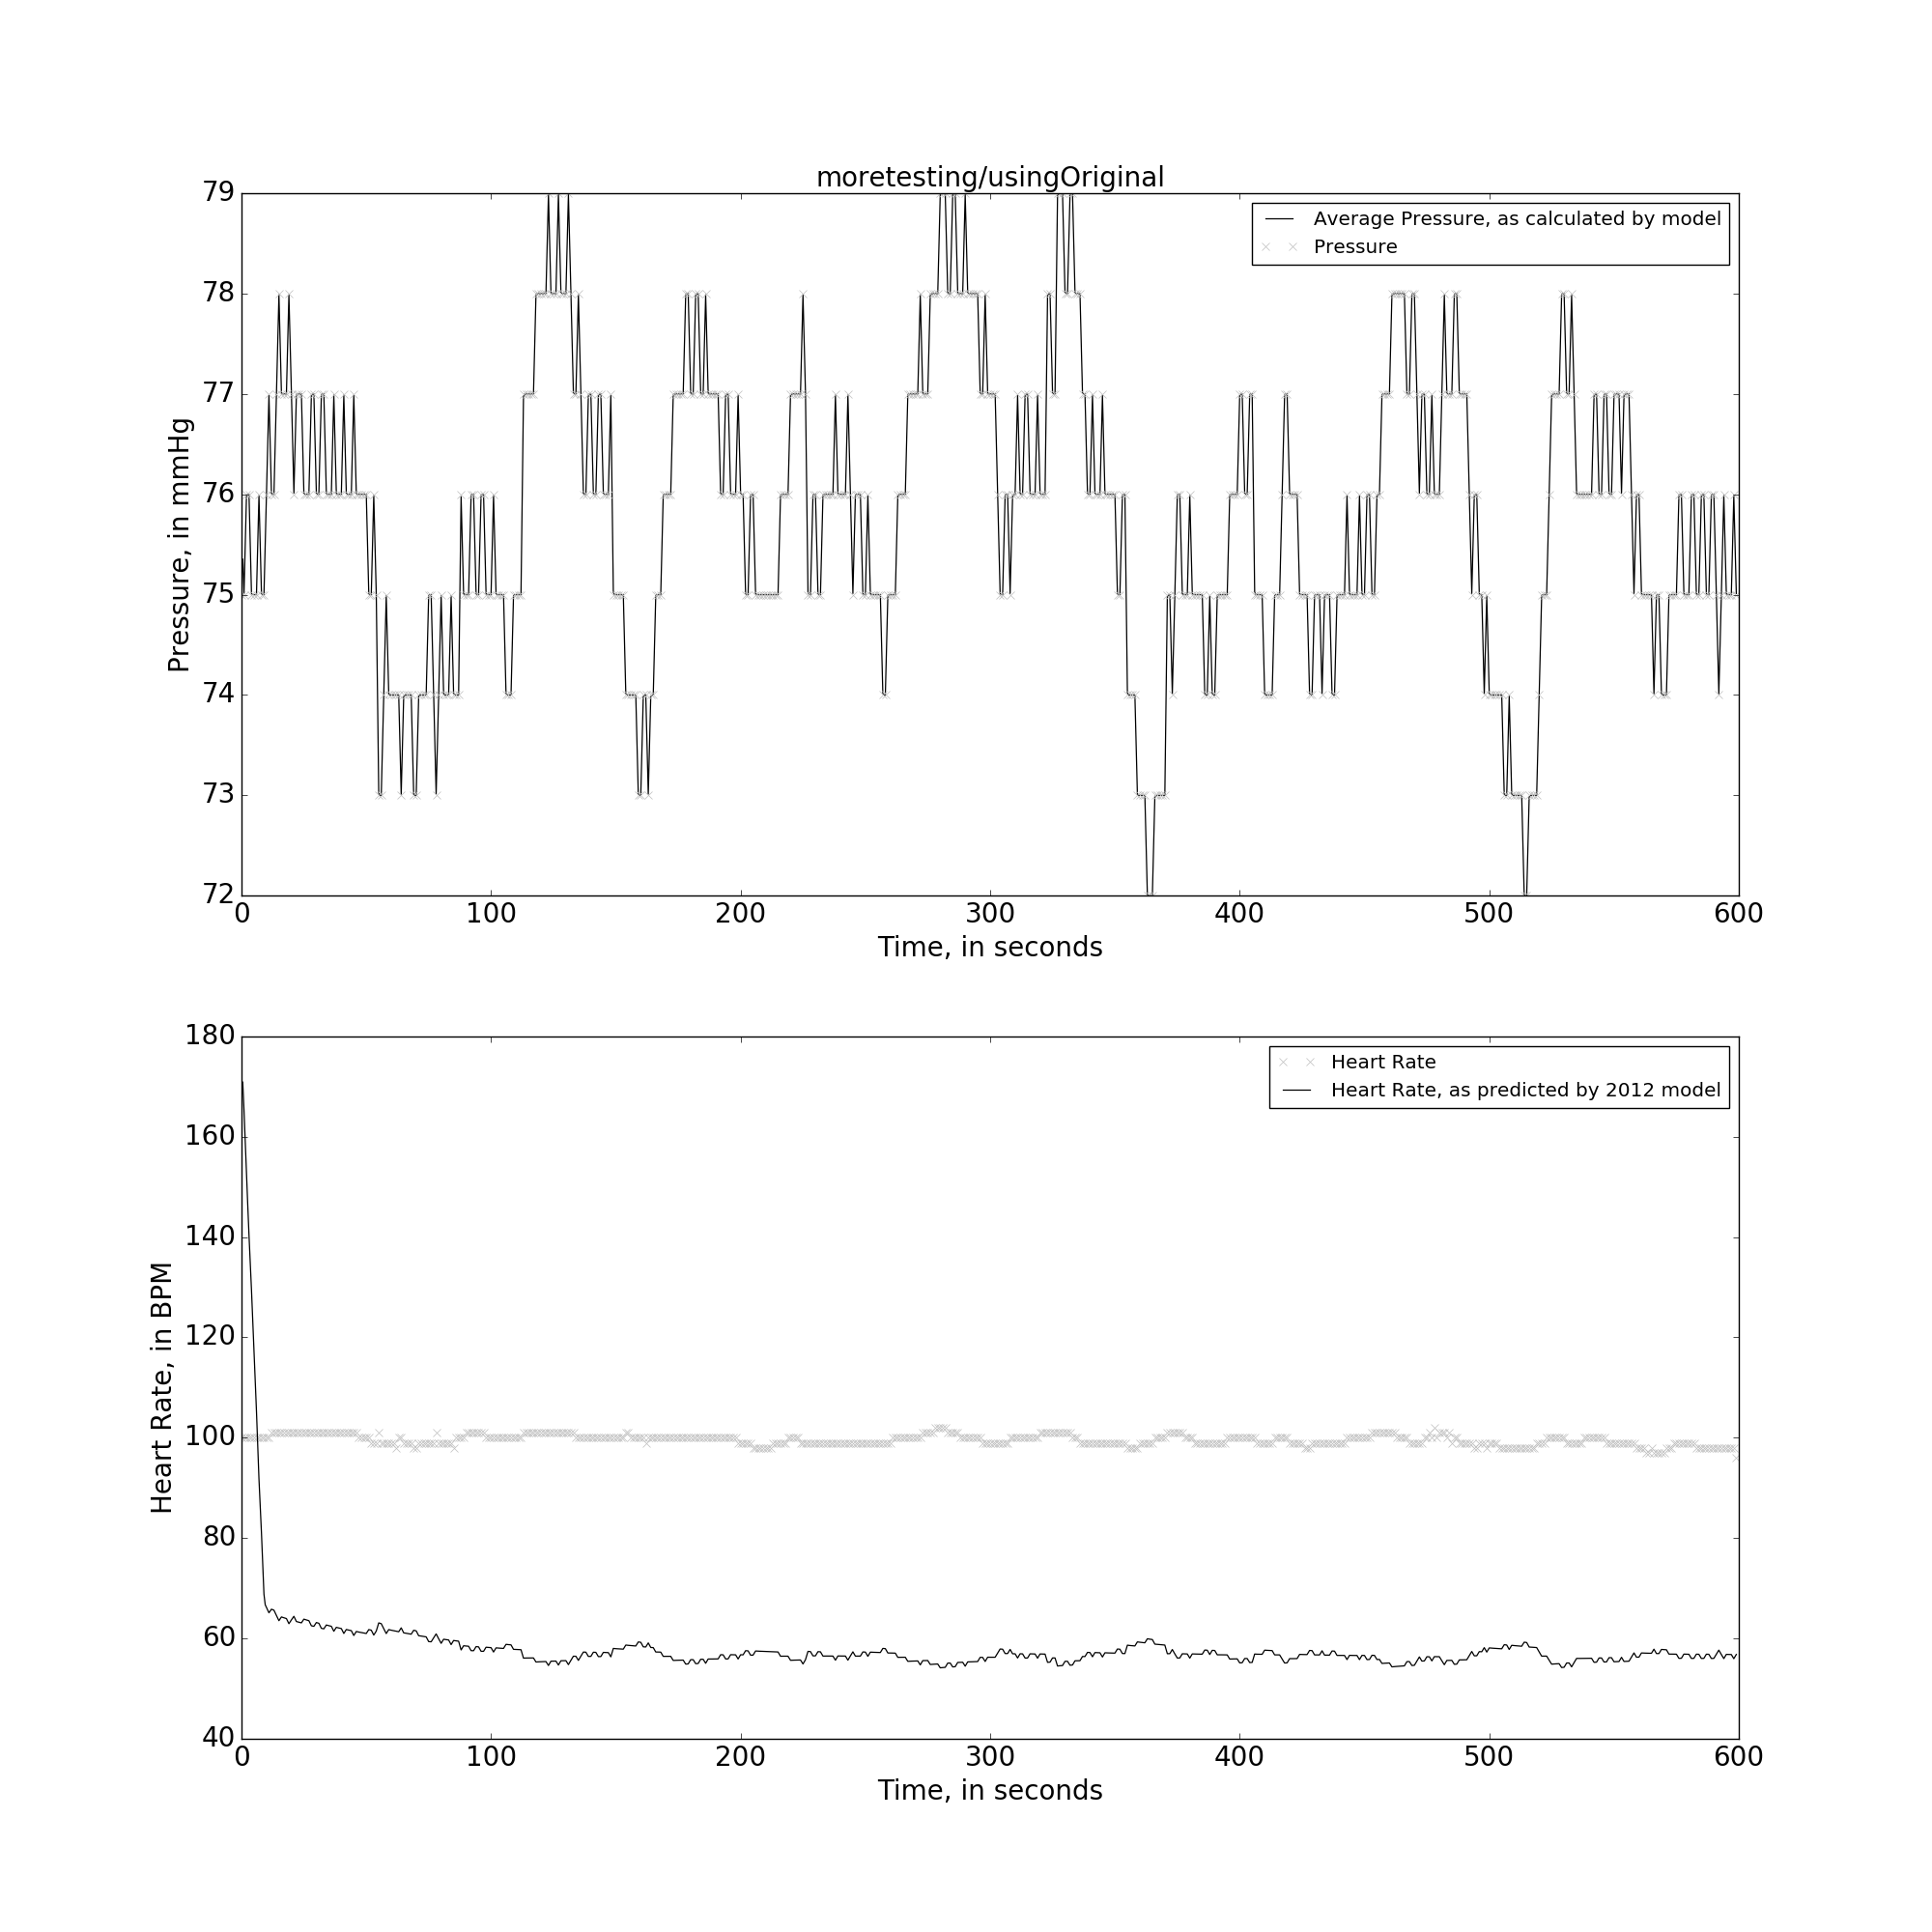 moretesting/usingOriginal
79
78
77
76
75
74
73
72
Pressure, in mmHg
Average Pressure, as calculated by model
Pressure
0 100 200 300 400 500 600
Time, in seconds
180
160
140
120
100
80
60
40
Heart Rate, in BPM
Heart Rate
Heart Rate, as predicted by 2012 model
0 100 200 300 400 500 600
Time, in seconds